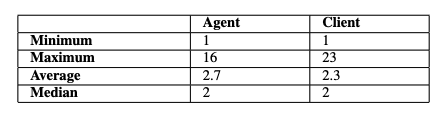 Agent Client
Minimum 1 1
Maximum 16 23
Average 2.7 2.3
Median 2 2